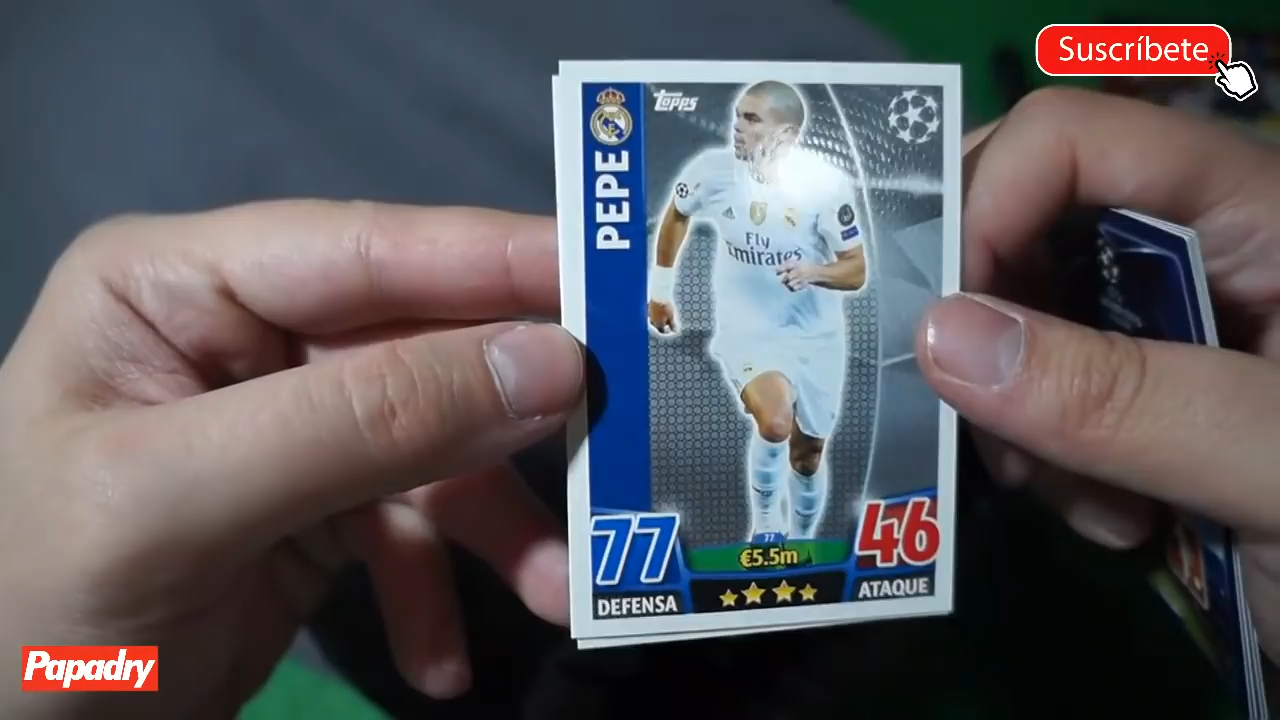 Suscríbete
Topps
PEPE
Fly
Emirates
77
77
€5.5m
46
DEFENSA
ATAQUE
Papadry